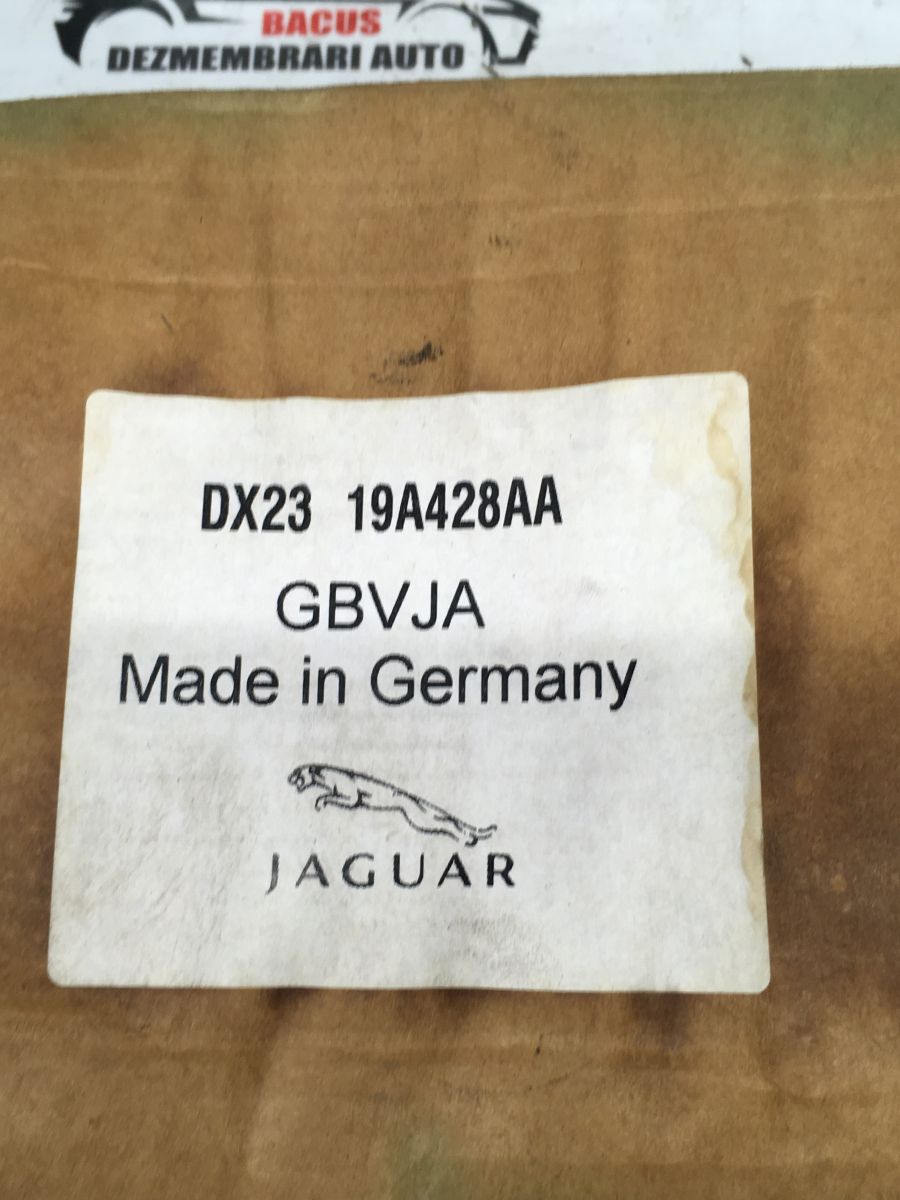 BACUS
DEZMEMBRARI AUTO
DX23 19A428AA
GBVJA
Made in Germany
JAGUAR